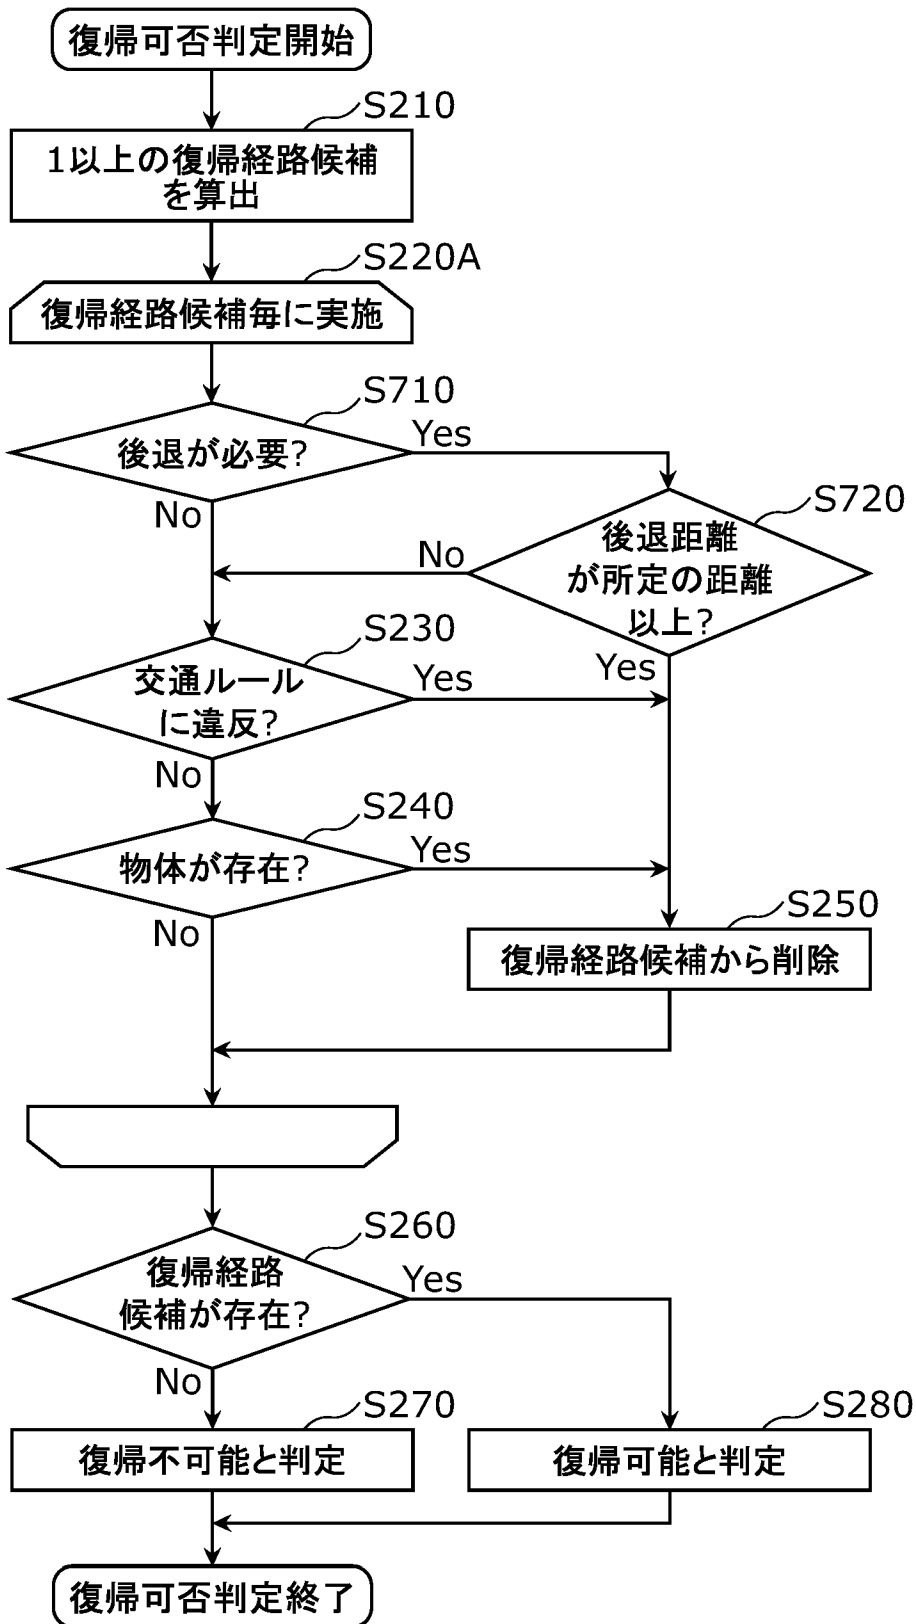 復帰可否判定開始
S210
1以上の復帰経路候補
を算出
S220A
復帰経路候補毎に実施
S710
後退が必要?
Yes
No
S720
後退距離
が所定の距離
以上?
No
Yes
S230
交通ルール
に違反?
Yes
No
S240
物体が存在?
Yes
No
S250
復帰経路候補から削除
S260
復帰経路
候補が存在?
Yes
No
S270
復帰不可能と判定
S280
復帰可能と判定
復帰可否判定終了